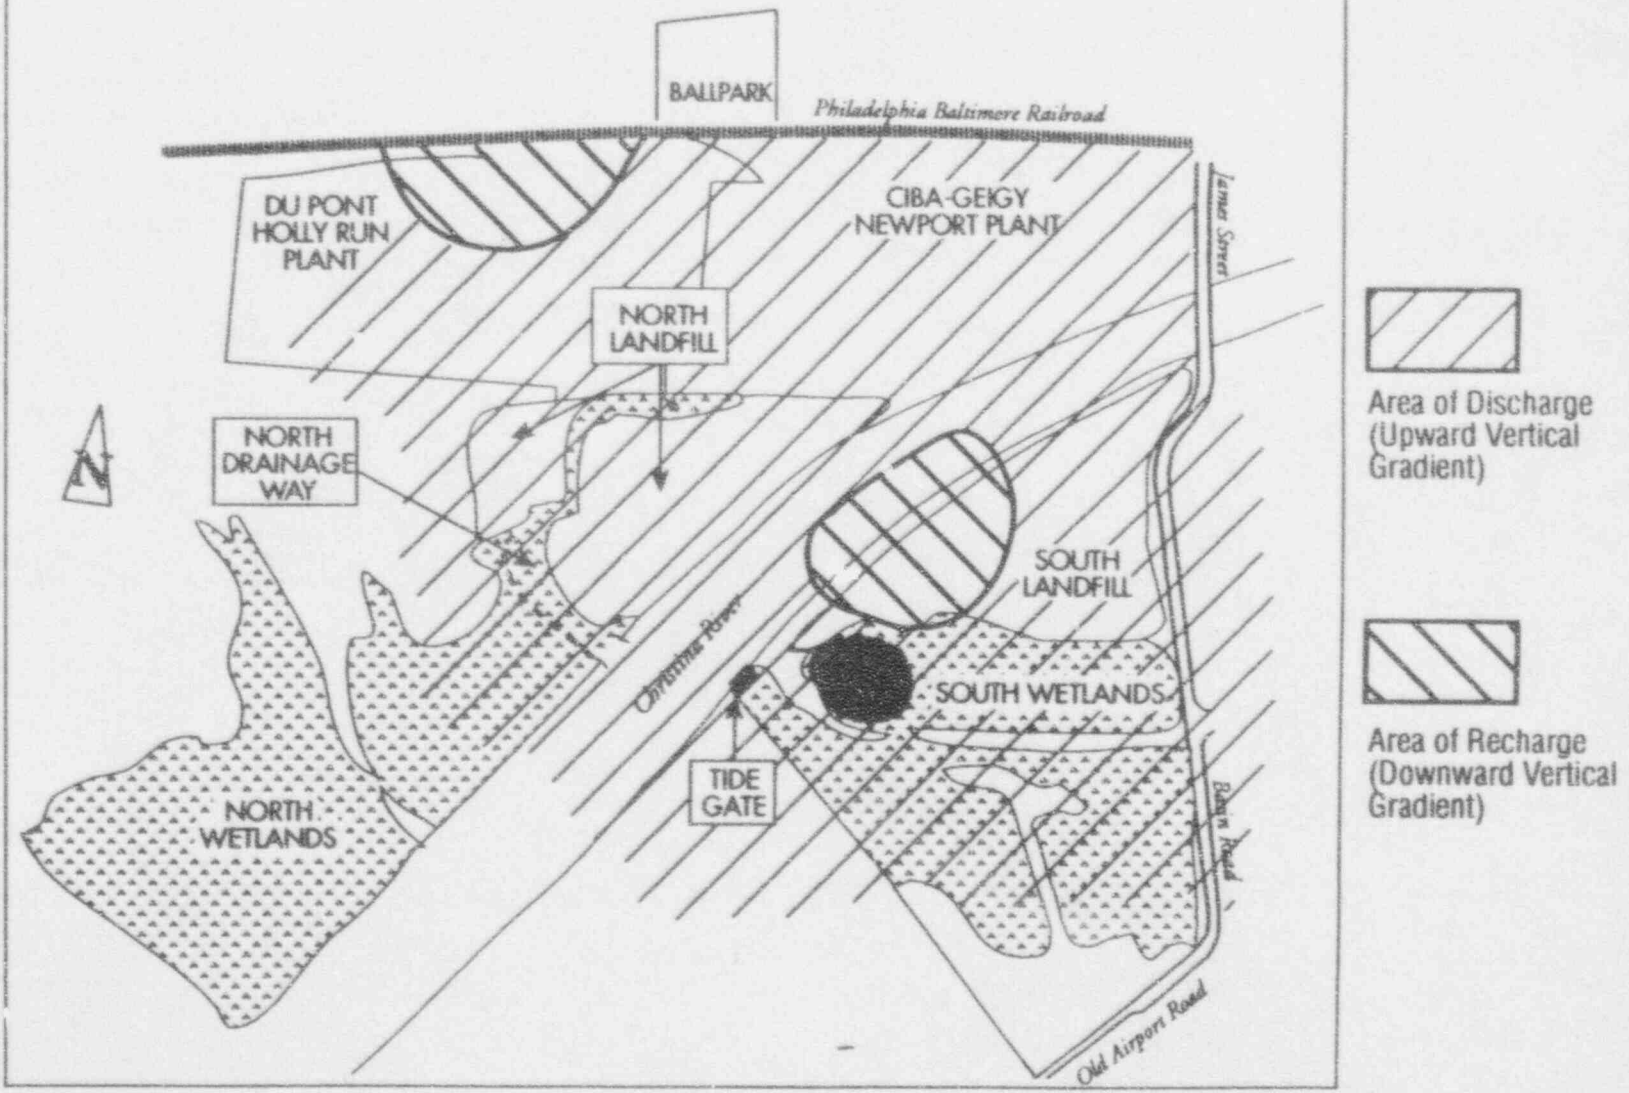 BALLPARK
Philadelphia Baltimore Railroad
James Street
DU PONT
HOLLY RUN
PLANT
CIBA-GEIGY
NEWPORT PLANT
NORTH
LANDFILL
Area of Discharge
(Upward Vertical
Gradient)
NORTH
DRAINAGE
WAY
N
SOUTH
LANDFILL
Christina River
SOUTH WETLANDS
TIDE
GATE
Area of Recharge
(Downward Vertical
Gradient)
NORTH
WETLANDS
Basin Road
Old Airport Road